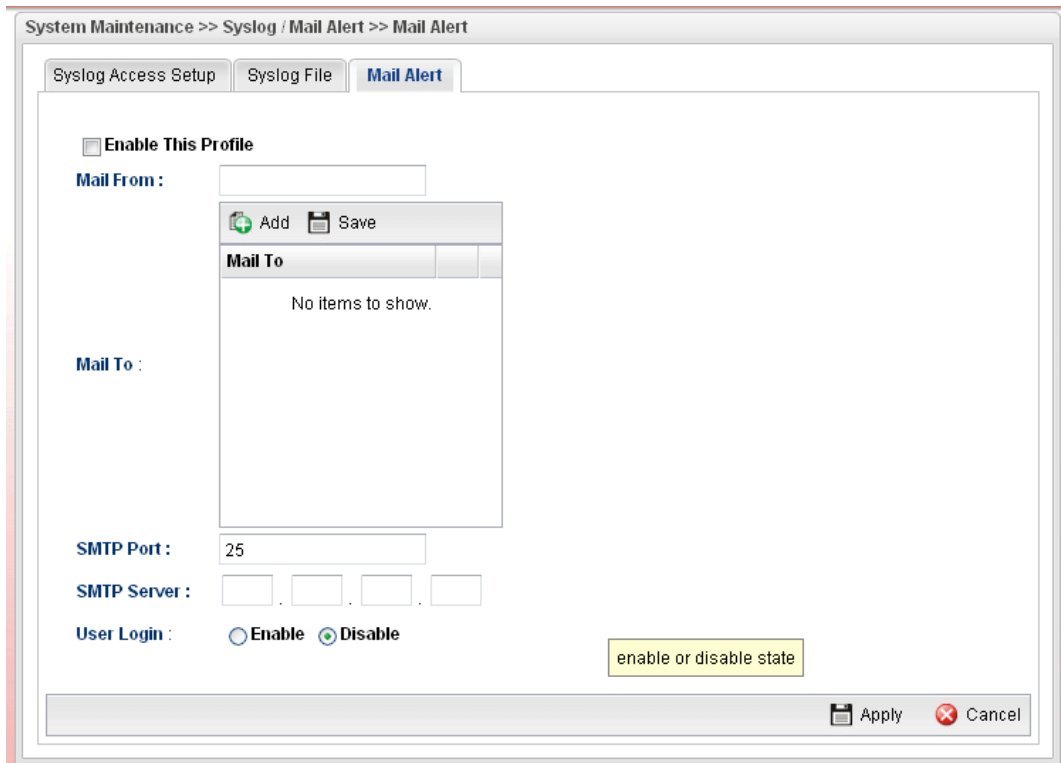 System Maintenance >> Syslog / Mail Alert >> Mail Alert
Syslog Access Setup Syslog File Mail Alert
Enable This Profile
Mail From :
Add Save
Mail To
No items to show.
Mail To :
SMTP Port : 25
SMTP Server : . . .
User Login : Enable Disable
enable or disable state
Apply Cancel